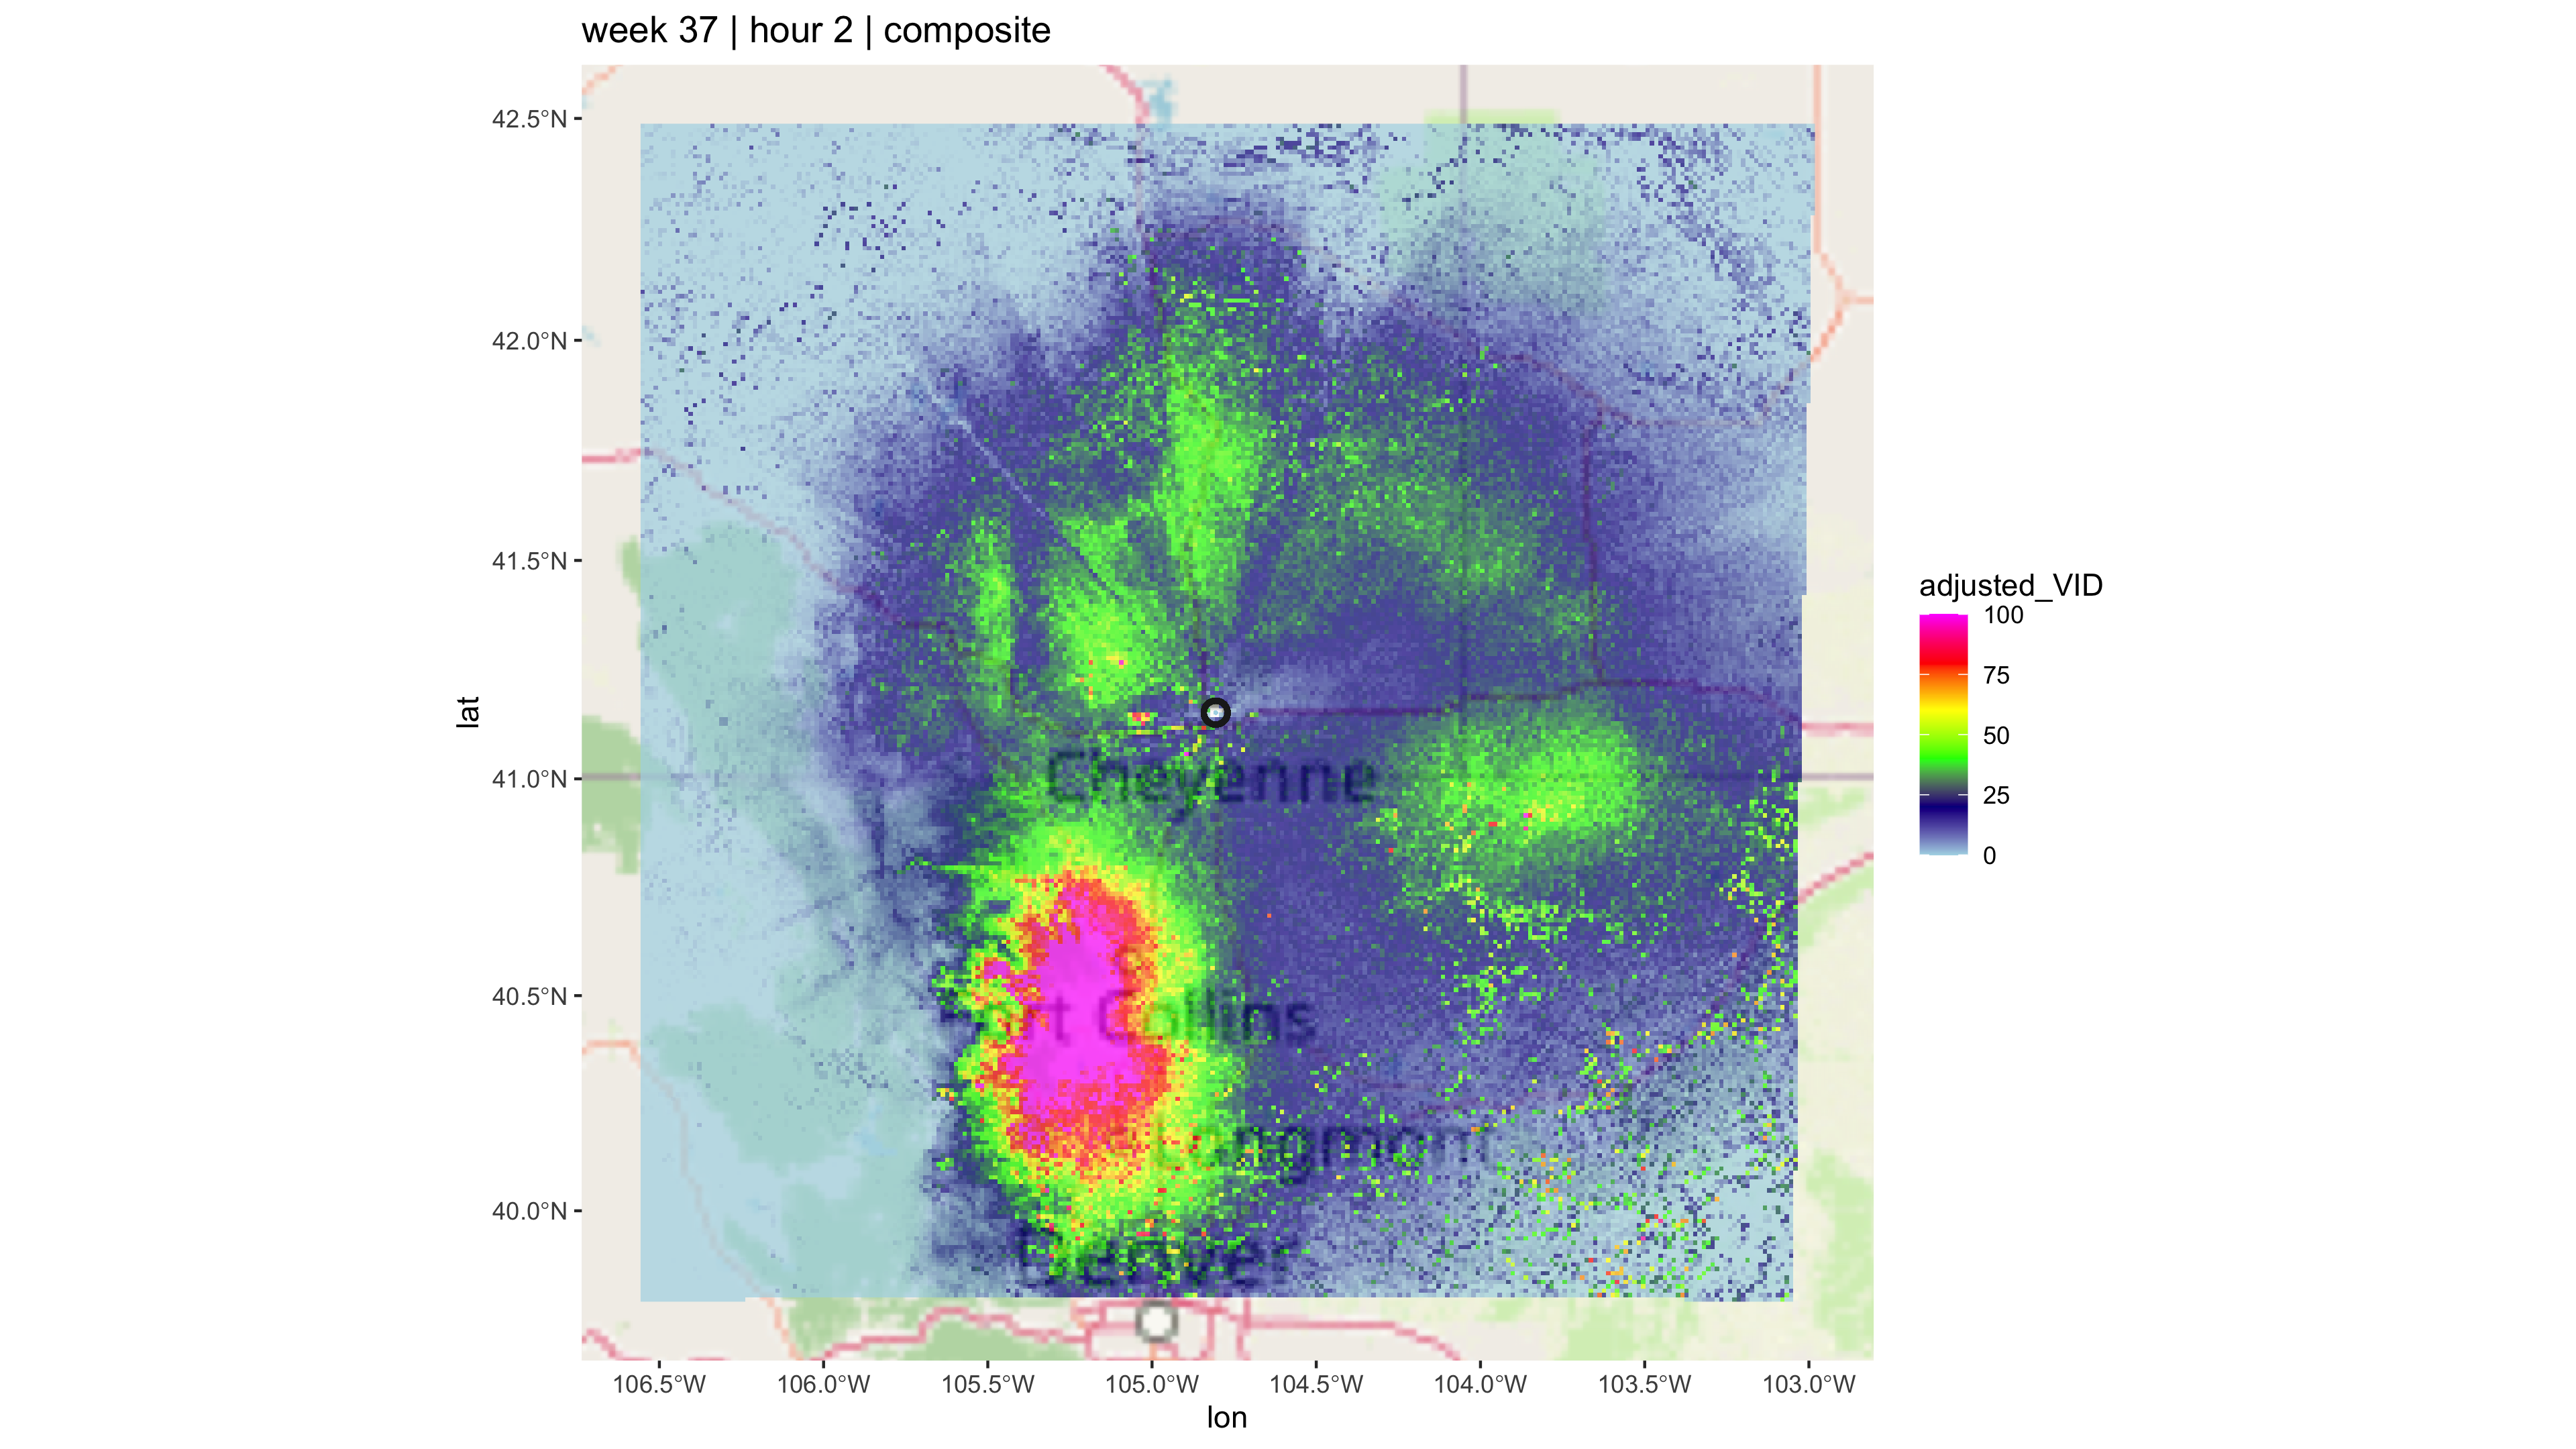 week 37 | hour 2 | composite
42.5°N
42.0°N
41.5°N
41.0°N
40.5°N
40.0°N
lat
Cheyenne
Collins
Denver
106.5°W
106.0°W
105.5°W
105.0°W
104.5°W
104.0°W
103.5°W
103.0°W
lon
adjusted_VID
100
75
50
25
0